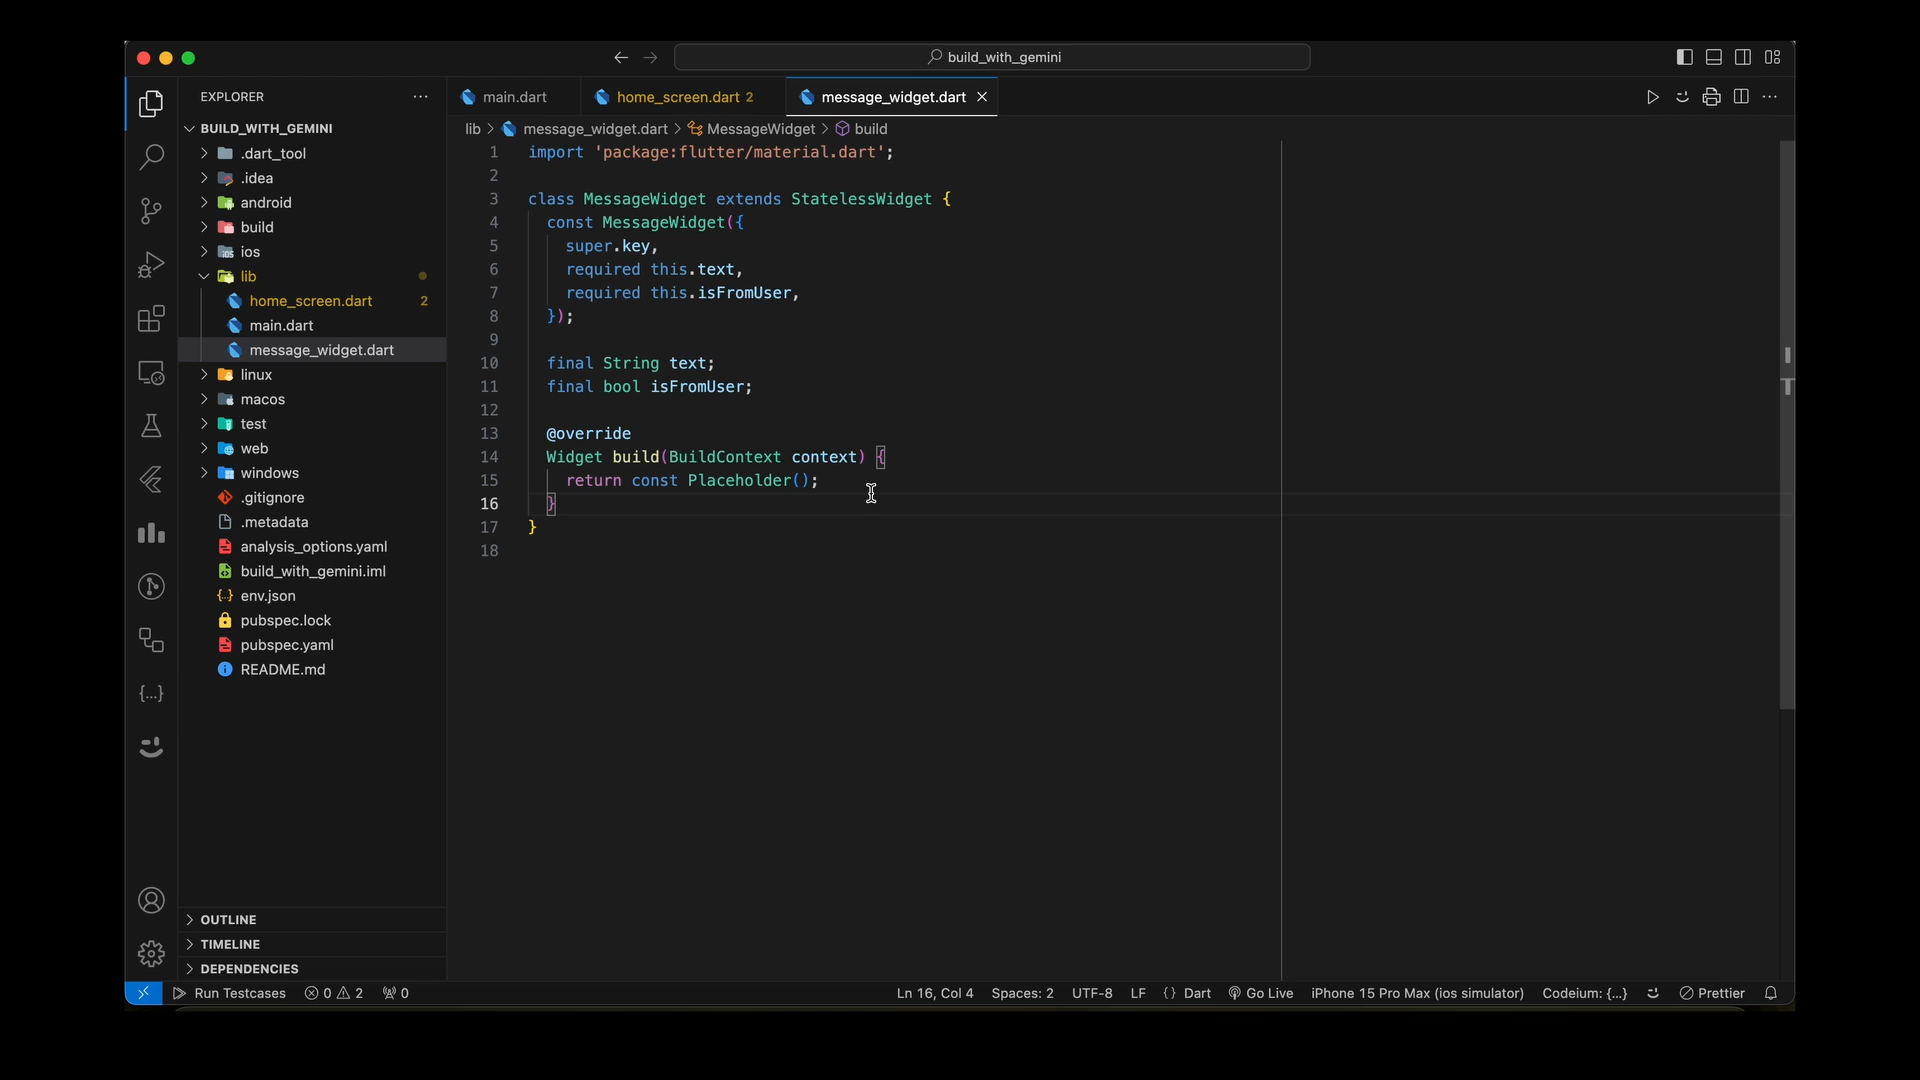 build_with_gemini
EXPLORER
main.dart
home_screen.dart 2
message_widget.dart
BUILD_WITH_GEMINI
.dart_tool
.idea
android
build
ios
lib
home_screen.dart 2
main.dart
message_widget.dart
linux
macos
test
web
windows
.gitignore
.metadata
analysis_options.yaml
build_with_gemini.iml
env.json
pubspec.lock
pubspec.yaml
README.md
OUTLINE
TIMELINE
DEPENDENCIES
lib > message_widget.dart > MessageWidget > build
1 import 'package:flutter/material.dart';
2
3 class MessageWidget extends StatelessWidget {
4 const MessageWidget({
5 super.key,
6 required this.text,
7 required this.isFromUser,
8 });
9
10 final String text;
11 final bool isFromUser;
12
13 @override
14 Widget build(BuildContext context) {
15 return const Placeholder();
16 }
17 }
18
Run Testcases 0 2 0 Ln 16, Col 4 Spaces: 2 UTF-8 LF {} Dart Go Live iPhone 15 Pro Max (ios simulator) Codeium: {...} Prettier